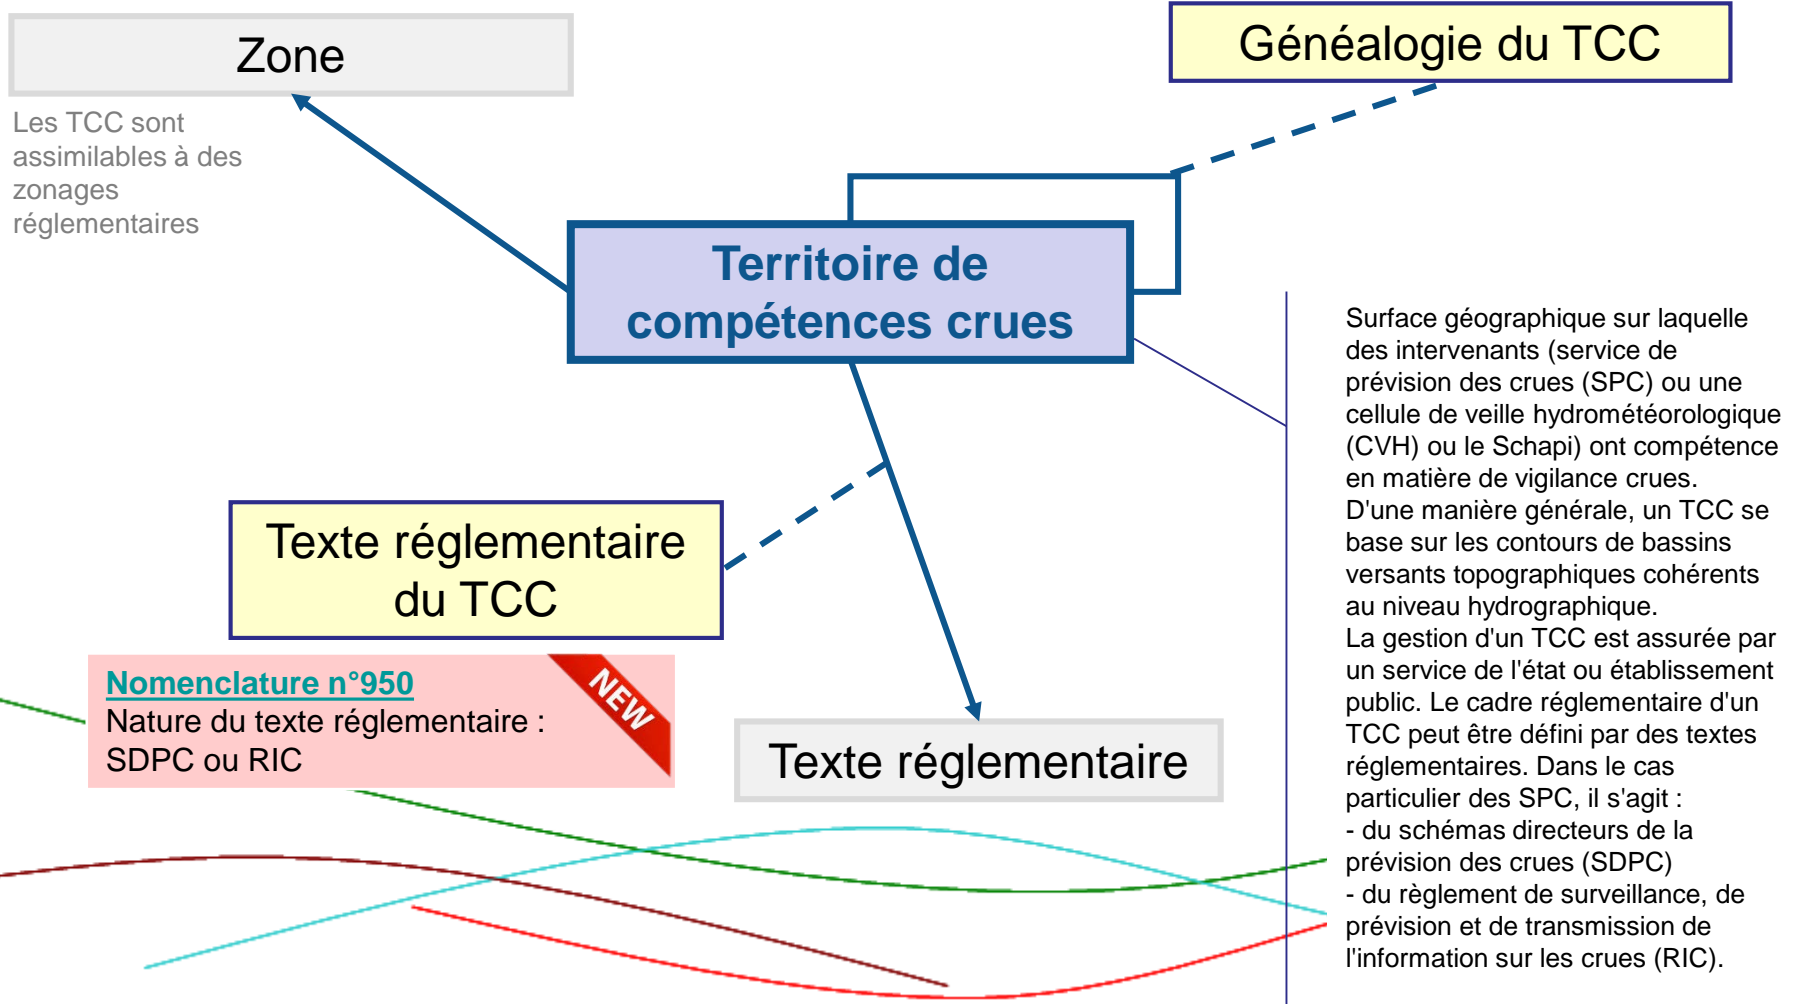 Zone
Généalogie du TCC
Les TCC sont
assimilables à des
zonages
réglementaires
Territoire de
compétences crues
Texte réglementaire
du TCC
Nomenclature n°950
Nature du texte réglementaire :
SDPC ou RIC
NEW
Texte réglementaire
Surface géographique sur laquelle
des intervenants (service de
prévision des crues (SPC) ou une
cellule de veille hydrométéorologique
(CVH) ou le Schapi) ont compétence
en matière de vigilance crues.
D'une manière générale, un TCC se
base sur les contours de bassins
versants topographiques cohérents
au niveau hydrographique.
La gestion d'un TCC est assurée par
un service de l'état ou établissement
public. Le cadre réglementaire d'un
TCC peut être défini par des textes
réglementaires. Dans le cas
particulier des SPC, il s'agit :
- du schémas directeurs de la
prévision des crues (SDPC)
- du règlement de surveillance, de
prévision et de transmission de
l'information sur les crues (RIC).